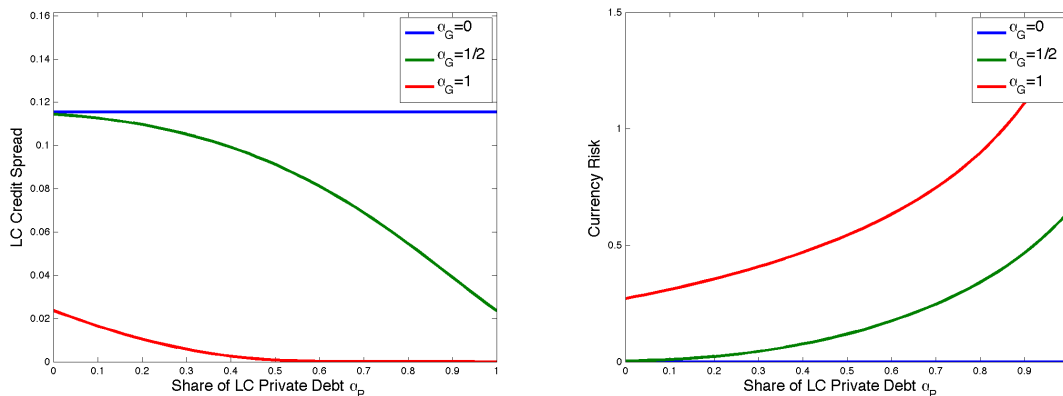 0.16
0.14
0.12
0.1
0.08
0.06
0.04
0.02
0
LC Credit Spread
α_G=0
α_G=1/2
α_G=1
0 0.1 0.2 0.3 0.4 0.5 0.6 0.7 0.8 0.9 1
Share of LC Private Debt α_P
1.5
1
0.5
0
Currency Risk
α_G=0
α_G=1/2
α_G=1
0 0.1 0.2 0.3 0.4 0.5 0.6 0.7 0.8 0.9
Share of LC Private Debt α_P